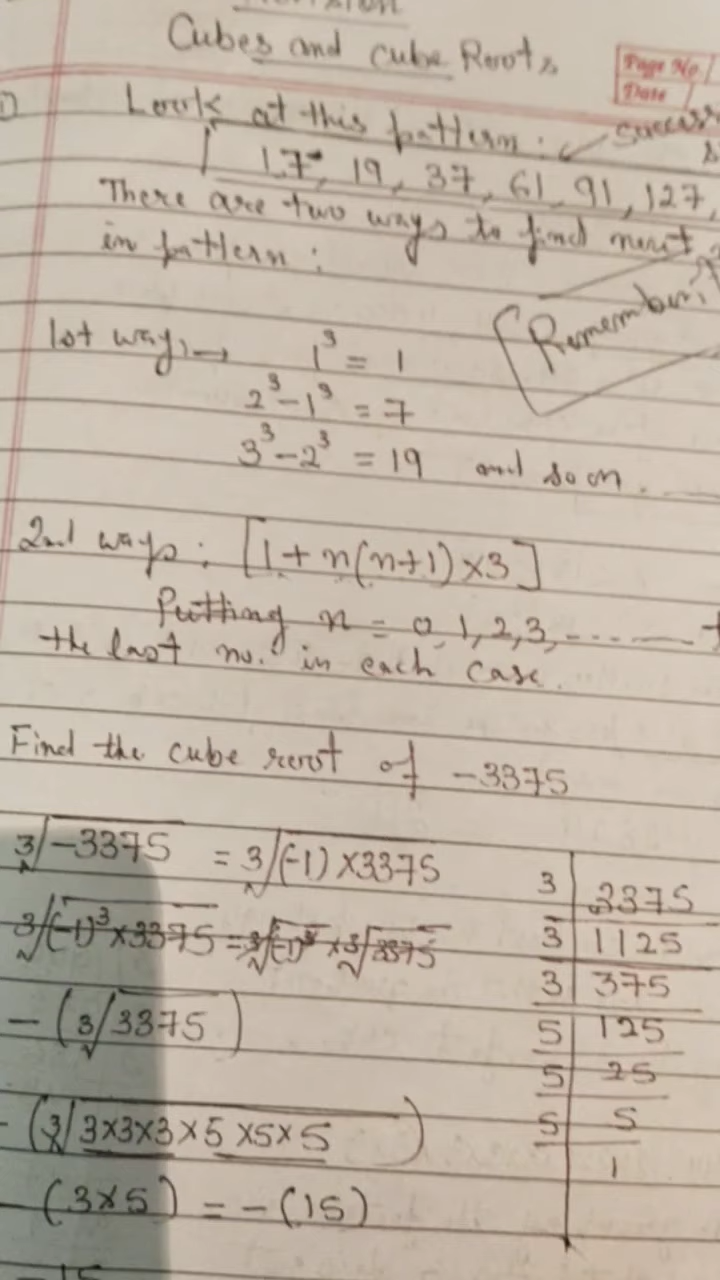 Cubes and cube Roots
Page No
Date
Look at this pattern :
1, 7, 19, 37, 61, 91, 127,
There are two ways to find next
in pattern :
Remember:
1st way:→ 1³ = 1
2³-1³ = 7
3³-2³ = 19 and so on.
2nd way: [1+n(n+1)×3]
Putting n = 0,1,2,3,........
the last no. in each case.
Find the cube root of -3375
∛-3375 = ∛(-1)×3375
∛(-1)³×3375 = ∛(-1)³ × ∛3375
-(∛3375)
-(∛3×3×3×5×5×5)
-(3×5) = -(15)
-15
3 | 3375
3 | 1125
3 | 375
5 | 125
5 | 25
5 | 5
1